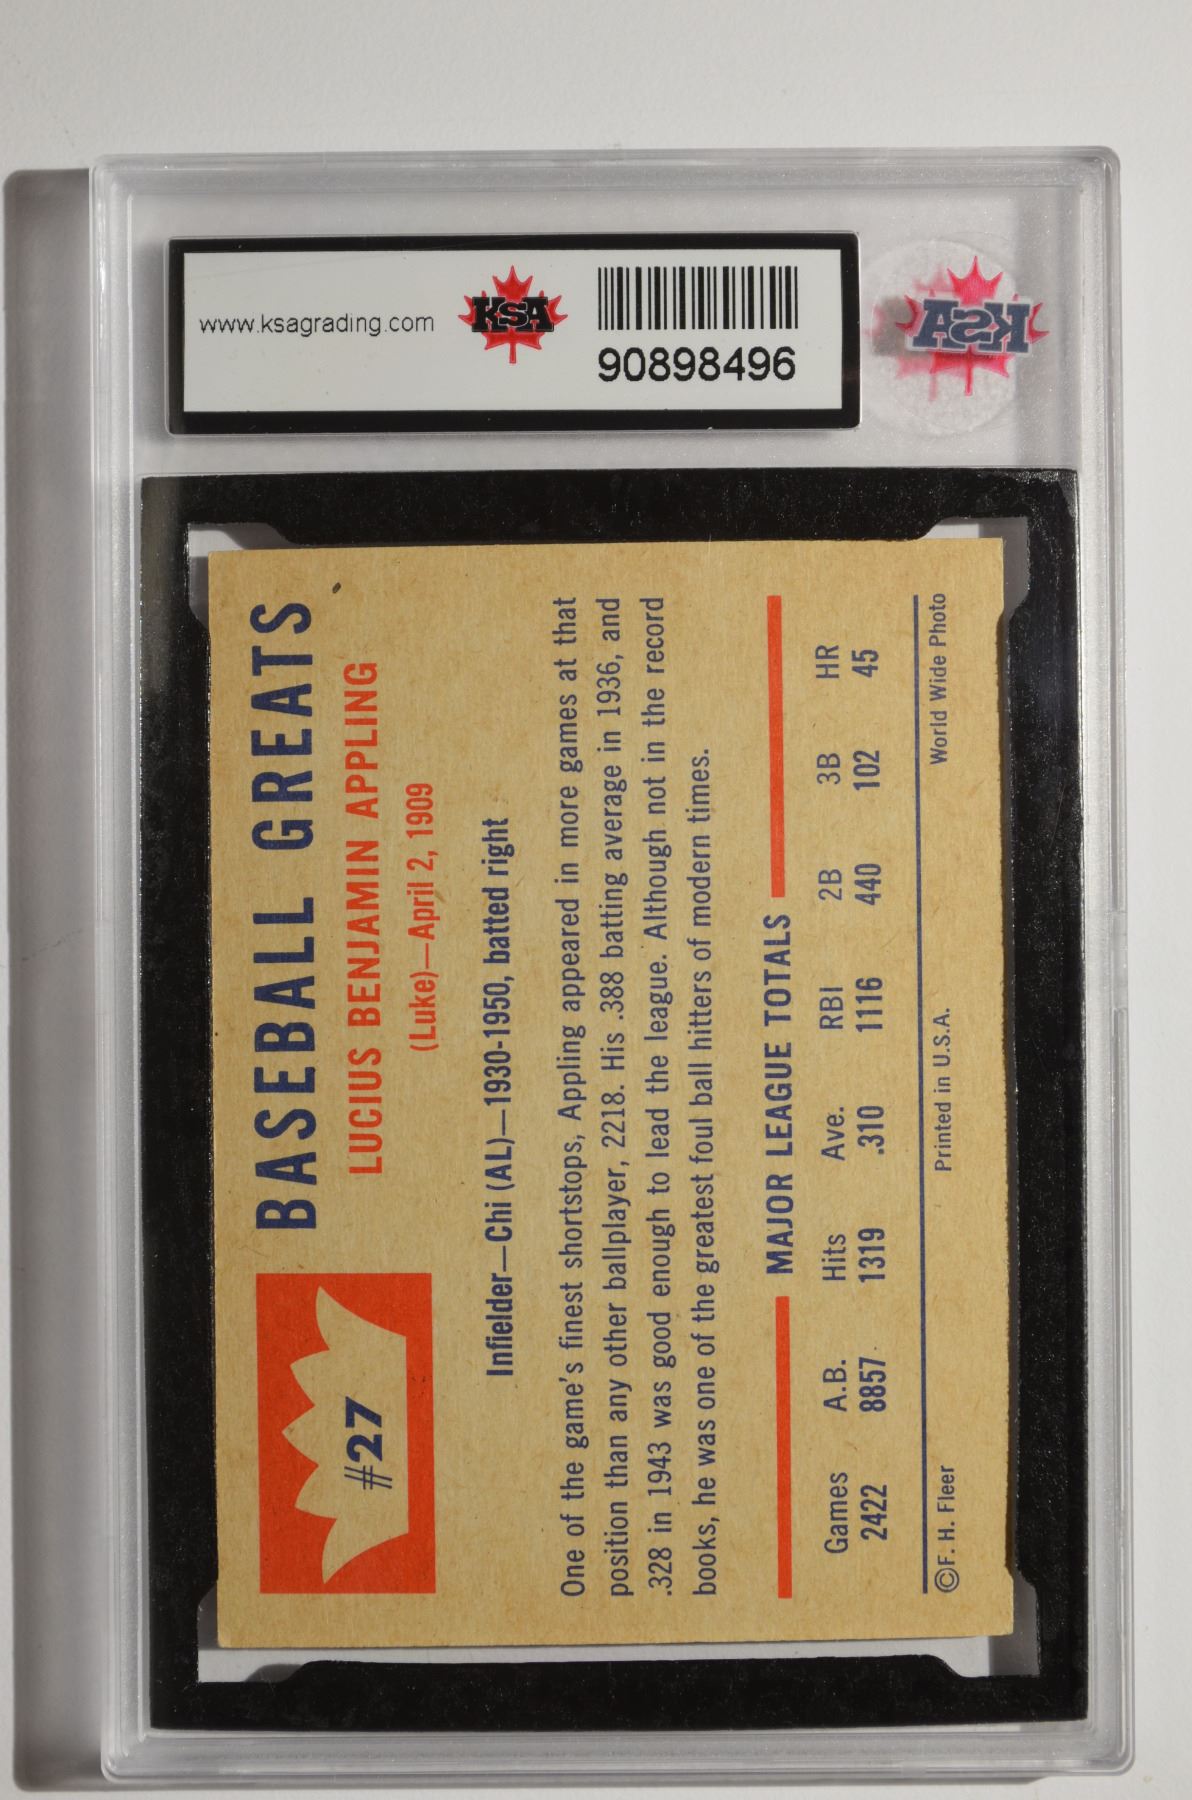 www.ksagrading.com
KSA
90898496
KSA
#27
BASEBALL GREATS
LUCIUS BENJAMIN APPLING
(Luke)—April 2, 1909
Infielder—Chi (AL)—1930-1950, batted right
One of the game's finest shortstops, Appling appeared in more games at that
position than any other ballplayer, 2218. His .388 batting average in 1936, and
.328 in 1943 was good enough to lead the league. Although not in the record
books, he was one of the greatest foul ball hitters of modern times.
MAJOR LEAGUE TOTALS
Games A.B. Hits Ave. RBI 2B 3B HR
2422 8857 1319 .310 1116 440 102 45
©F. H. Fleer Printed in U.S.A. World Wide Photo